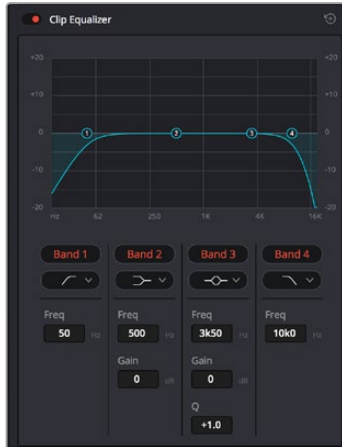 Clip Equalizer
+20 +20
+10 +10
0 1 2 3 4 0
-10 -10
-20 -20
Hz 62 250 1K 4K 16K
Band 1 Band 2 Band 3 Band 4
Freq Freq Freq Freq
50 Hz 500 Hz 3k50 Hz 10k0 Hz
Gain Gain
0 dB 0 dB
Q
+1.0